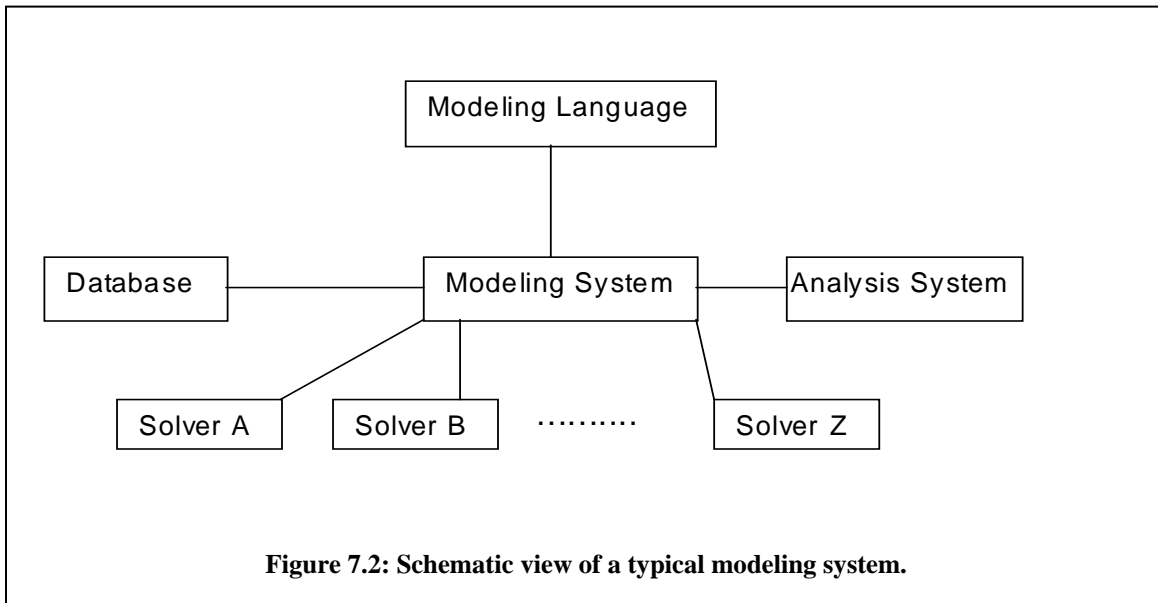 Modeling Language
Database
Modeling System
Analysis System
Solver A
Solver B
..........
Solver Z
Figure 7.2: Schematic view of a typical modeling system.